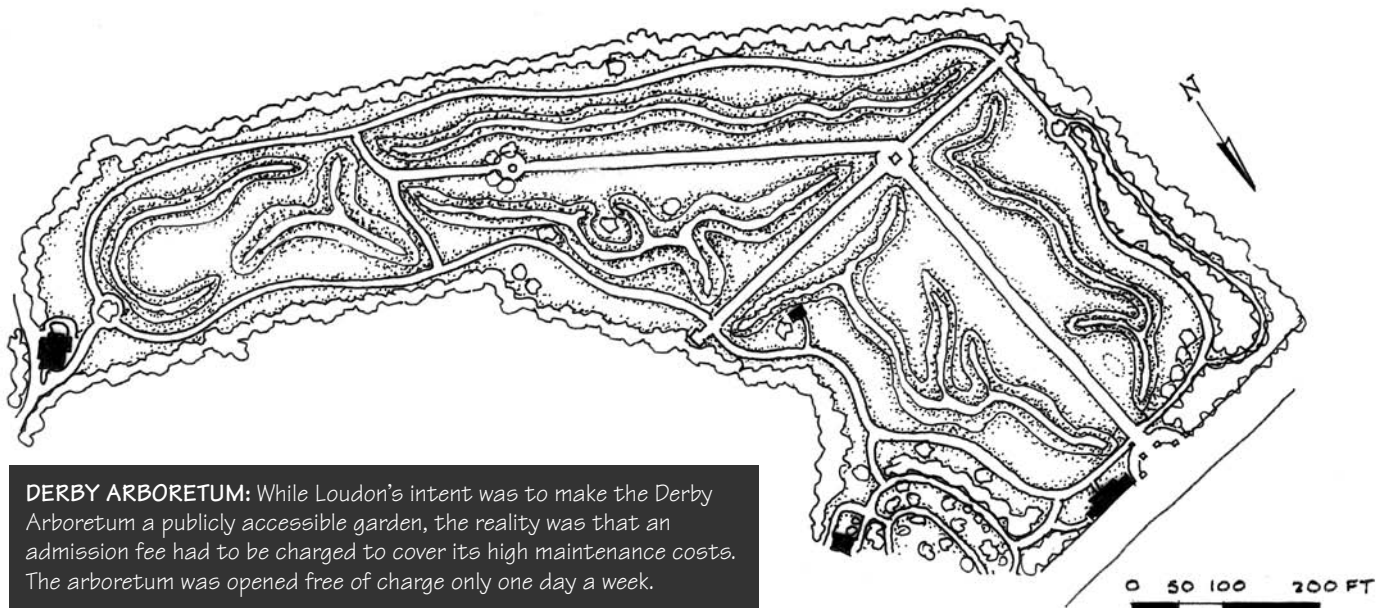 N
DERBY ARBORETUM: While Loudon's intent was to make the Derby
Arboretum a publicly accessible garden, the reality was that an
admission fee had to be charged to cover its high maintenance costs.
The arboretum was opened free of charge only one day a week.
0 50 100 200 FT